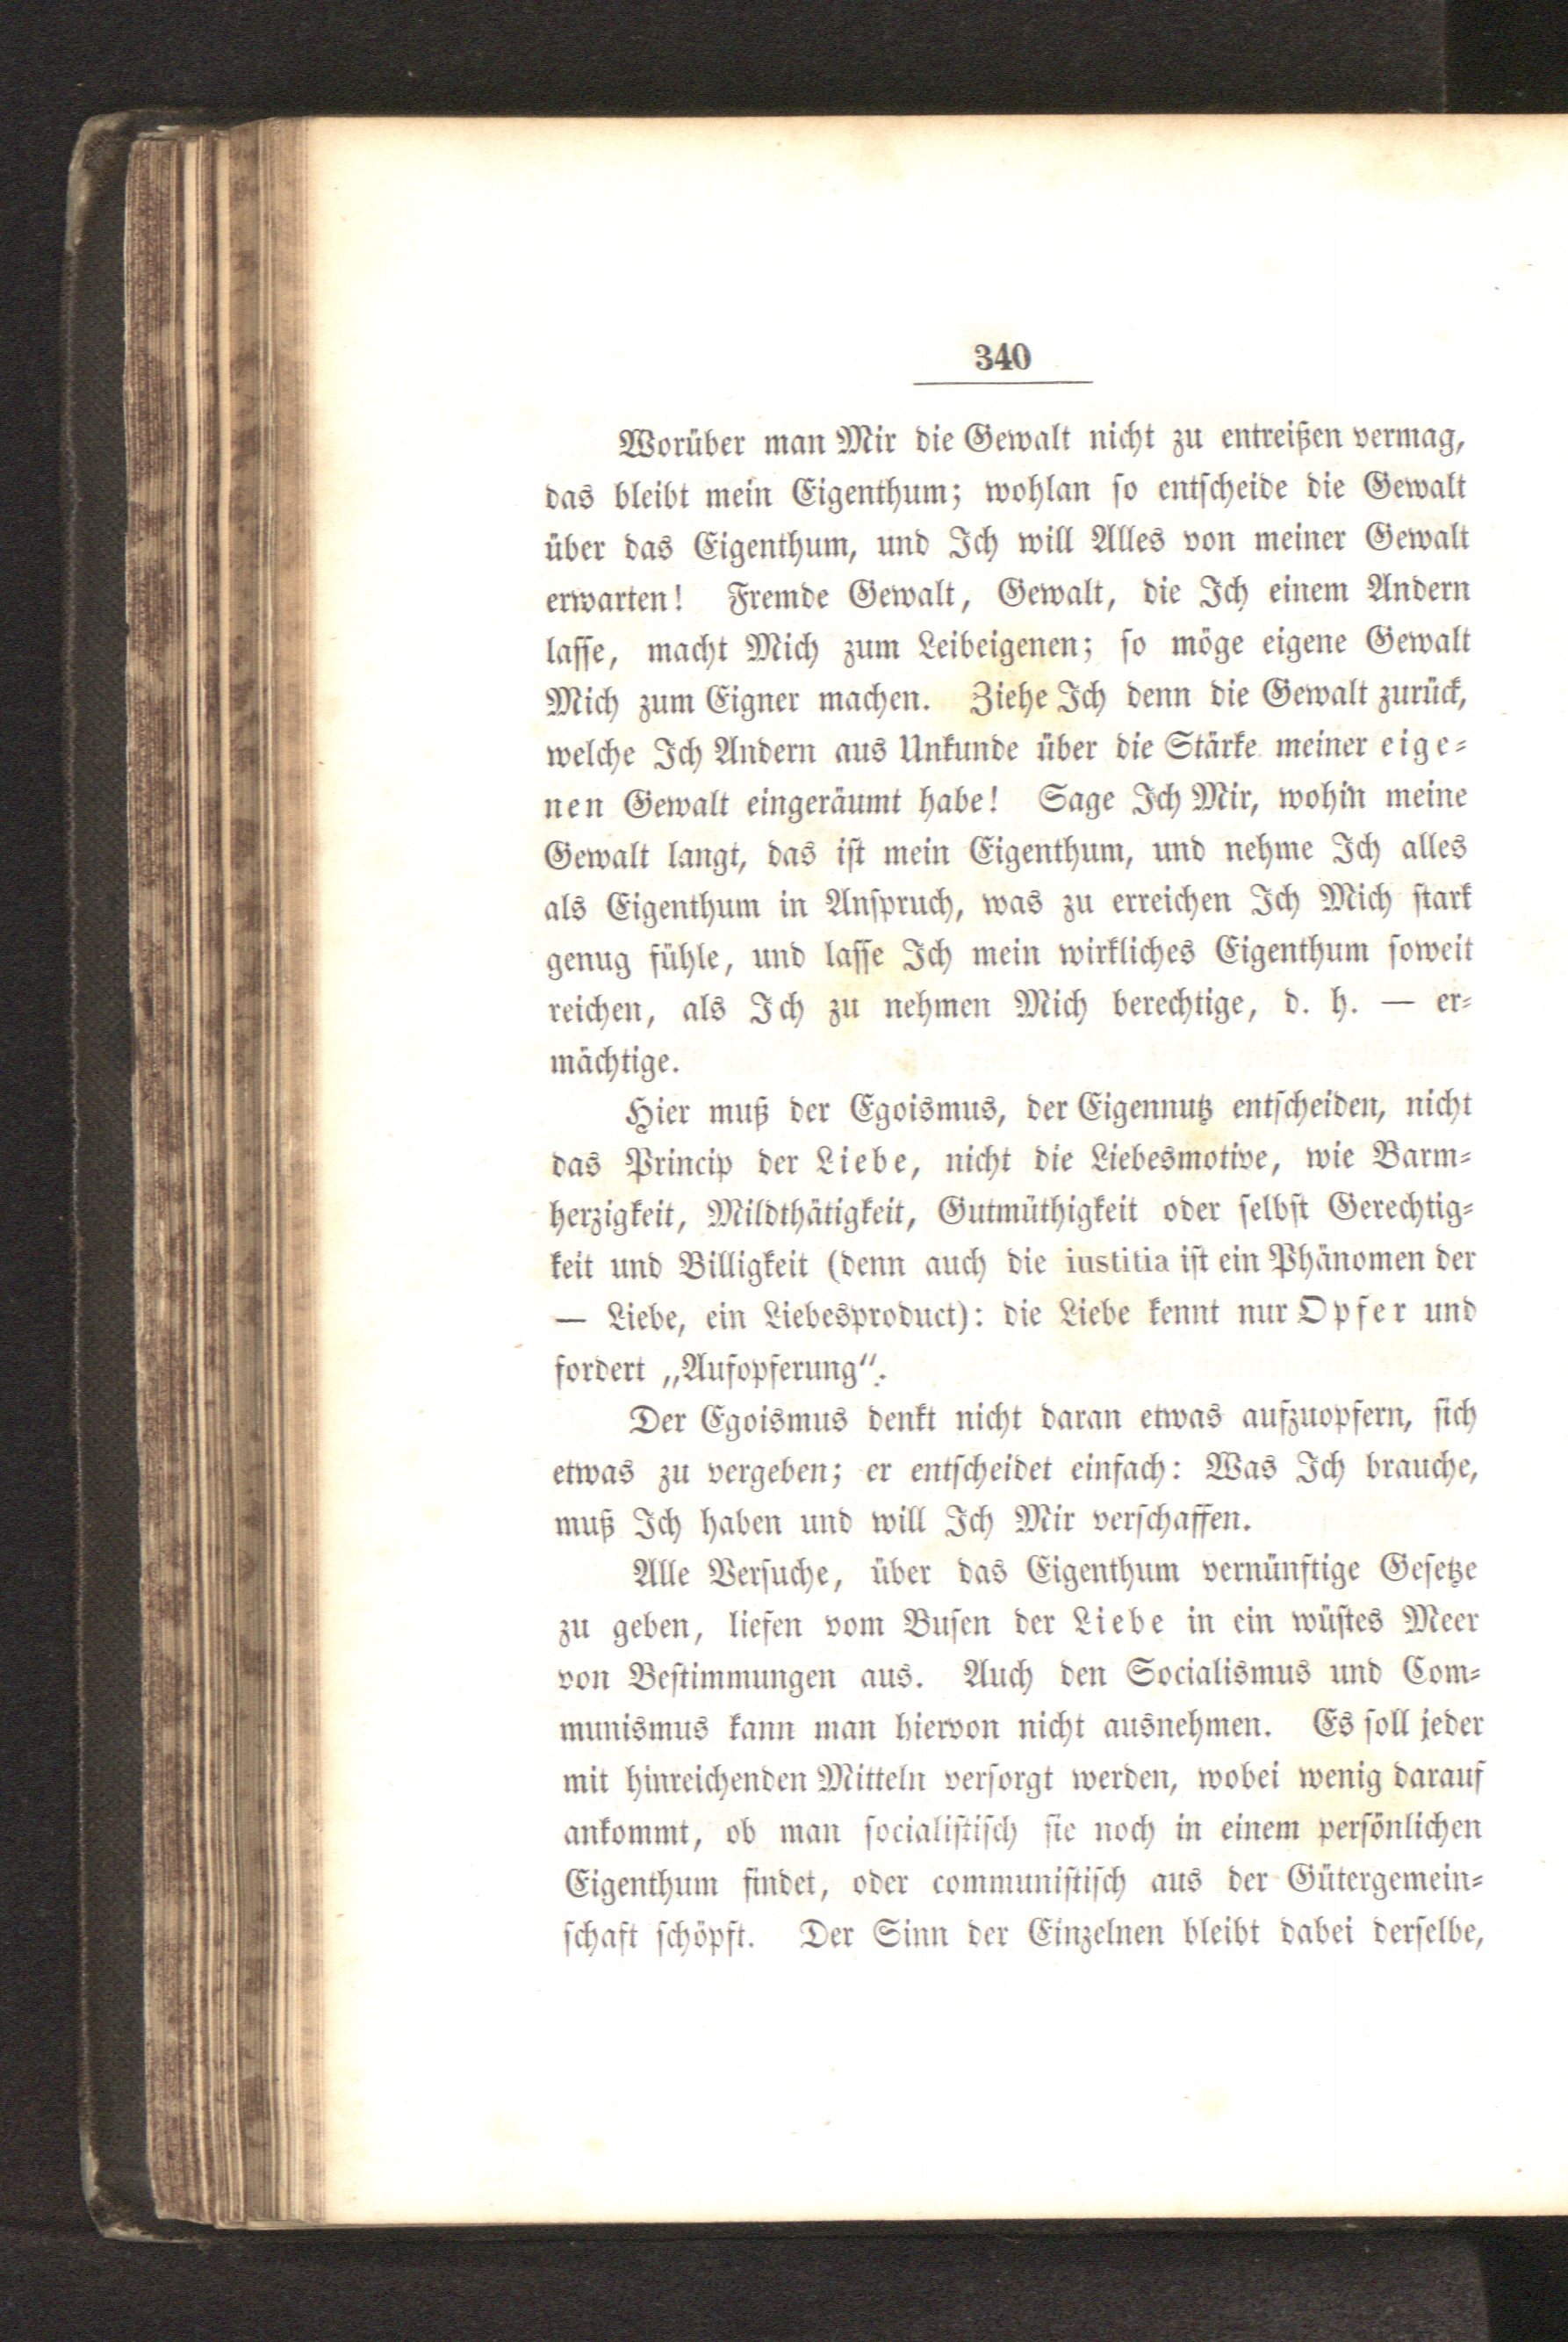 340
Worüber man Mir die Gewalt nicht zu entreißen vermag,
das bleibt mein Eigenthum; wohlan so entscheide die Gewalt
über das Eigenthum, und Ich will Alles von meiner Gewalt
erwarten! Fremde Gewalt, Gewalt, die Ich einem Andern
lasse, macht Mich zum Leibeigenen; so möge eigene Gewalt
Mich zum Eigner machen. Ziehe Ich denn die Gewalt zurück,
welche Ich Andern aus Unkunde über die Stärke meiner eige-
nen Gewalt eingeräumt habe! Sage Ich Mir, wohin meine
Gewalt langt, das ist mein Eigenthum, und nehme Ich alles
als Eigenthum in Anspruch, was zu erreichen Ich Mich stark
genug fühle, und lasse Ich mein wirkliches Eigenthum soweit
reichen, als Ich zu nehmen Mich berechtige, d. h. — er-
mächtige.
Hier muß der Egoismus, der Eigennutz entscheiden, nicht
das Princip der Liebe, nicht die Liebesmotive, wie Barm-
herzigkeit, Mildthätigkeit, Gutmüthigkeit oder selbst Gerechtig-
keit und Billigkeit (denn auch die iustitia ist ein Phänomen der
— Liebe, ein Liebesproduct): die Liebe kennt nur Opfer und
fordert „Aufopferung“.
Der Egoismus denkt nicht daran etwas aufzuopfern, sich
etwas zu vergeben; er entscheidet einfach: Was Ich brauche,
muß Ich haben und will Ich Mir verschaffen.
Alle Versuche, über das Eigenthum vernünftige Gesetze
zu geben, liefen vom Busen der Liebe in ein wüstes Meer
von Bestimmungen aus. Auch den Socialismus und Com-
munismus kann man hiervon nicht ausnehmen. Es soll jeder
mit hinreichenden Mitteln versorgt werden, wobei wenig darauf
ankommt, ob man socialistisch sie noch in einem persönlichen
Eigenthum findet, oder communistisch aus der Gütergemein-
schaft schöpft. Der Sinn der Einzelnen bleibt dabei derselbe,